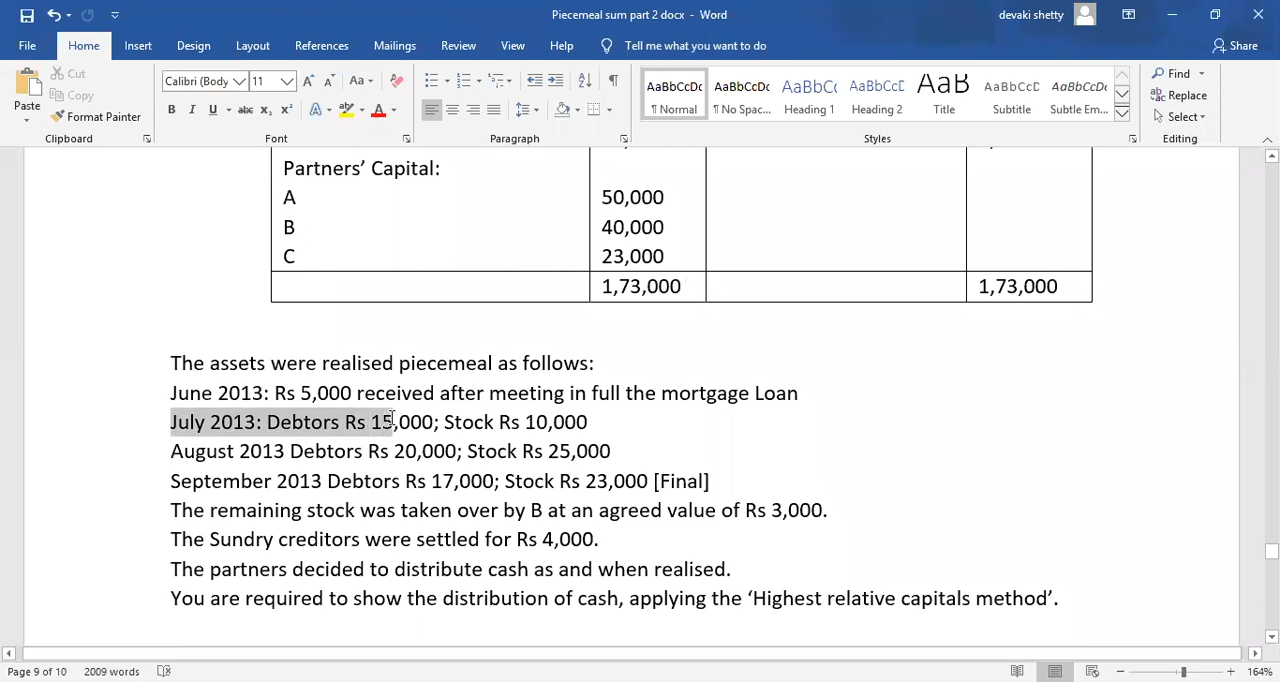 Piecemeal sum part 2 docx - Word
devaki shetty
File Home Insert Design Layout References Mailings Review View Help Tell me what you want to do Share
Paste
Cut
Copy
Format Painter
Clipboard
Calibri (Body 11
Font
Paragraph
AaBbCcDc AaBbCcDc AaBbCc AaBbCcD AaB AaBbCcD AaBbCcDc
¶ Normal ¶ No Spac... Heading 1 Heading 2 Title Subtitle Subtle Em...
Styles
Find
Replace
Select
Editing
Partners’ Capital:
A 50,000
B 40,000
C 23,000
1,73,000 1,73,000
The assets were realised piecemeal as follows:
June 2013: Rs 5,000 received after meeting in full the mortgage Loan
July 2013: Debtors Rs 15,000; Stock Rs 10,000
August 2013 Debtors Rs 20,000; Stock Rs 25,000
September 2013 Debtors Rs 17,000; Stock Rs 23,000 [Final]
The remaining stock was taken over by B at an agreed value of Rs 3,000.
The Sundry creditors were settled for Rs 4,000.
The partners decided to distribute cash as and when realised.
You are required to show the distribution of cash, applying the ‘Highest relative capitals method’.
Page 9 of 10 2009 words 164%